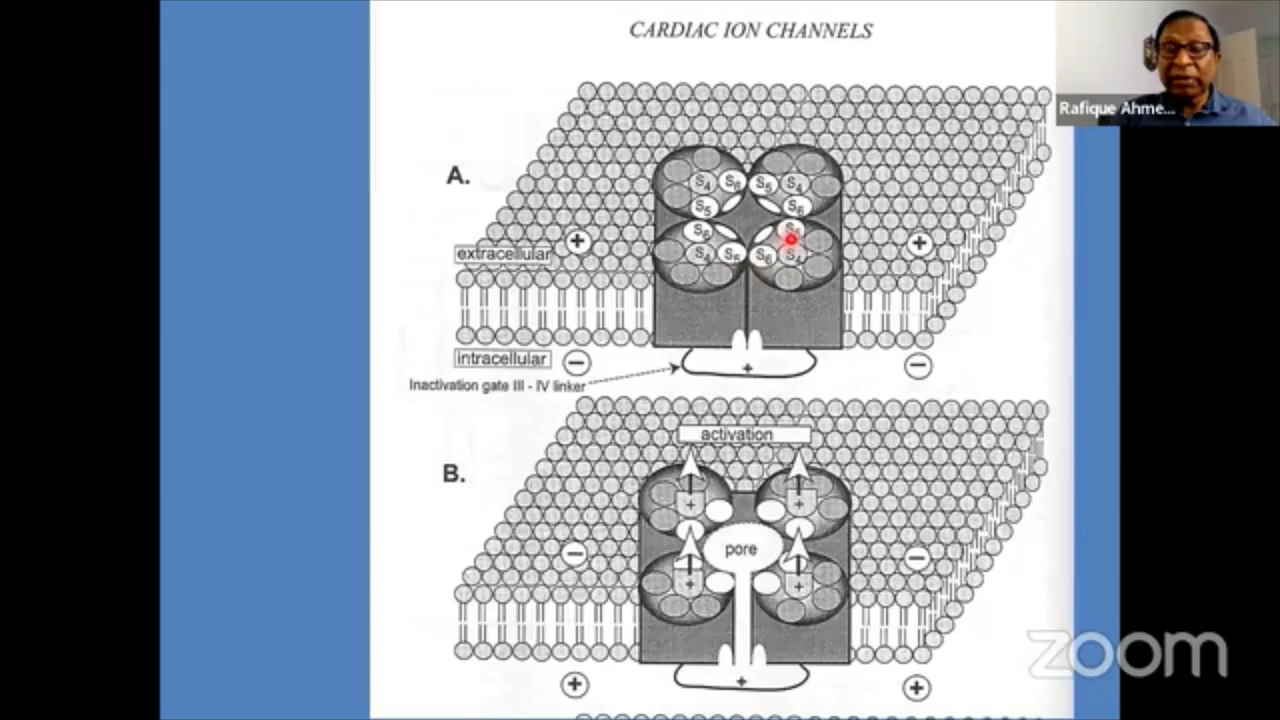 CARDIAC ION CHANNELS
Rafique Ahme...
A.
S4 S6 S5 S4
S5 S6
S6
S4 S5 S6 S4
extracellular
+
+
intracellular
−
−
+
Inactivation gate III - IV linker
activation
B.
+
+
pore
−
−
+
+
+
+
+
zoom